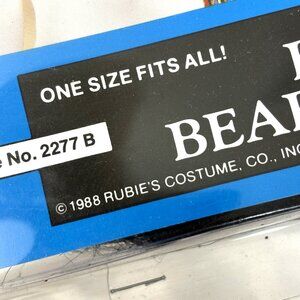 ONE SIZE FITS ALL!
No. 2277 B
© 1988 RUBIE'S COSTUME, CO., INC